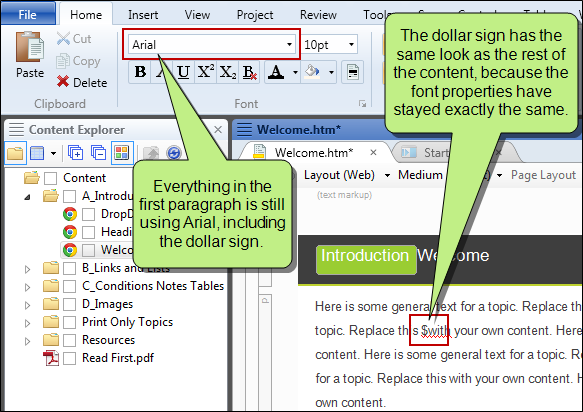 File Home Insert View Project Review T
Paste
Cut
Copy
Delete
Clipboard
Arial 10pt
B I U X² X₂ B A
Font
The dollar sign has the
same look as the rest of
the content, because the
font properties have
stayed exactly the same.
Content Explorer
Content
A_Introdu
DropD
Headi
Welco
B_Links and Lists
C_Conditions Notes Tables
D_Images
Print Only Topics
Resources
Read First.pdf
Everything in the
first paragraph is still
using Arial, including
the dollar sign.
Welcome.htm*
Welcome.htm* Start
Layout (Web) Medium Page Layout
(text markup)
Introduction Welcome
Here is some general text for a topic. Replace th
topic. Replace this $with your own content. Here
content. Here is some general text for a topic. Re
for a topic. Replace this with your own content. H
own content.